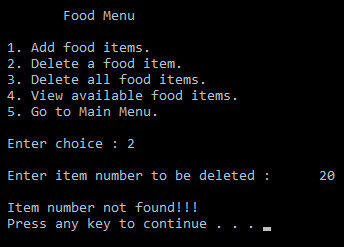 Food Menu
1. Add food items.
2. Delete a food item.
3. Delete all food items.
4. View available food items.
5. Go to Main Menu.
Enter choice : 2
Enter item number to be deleted : 20
Item number not found!!!
Press any key to continue . . .